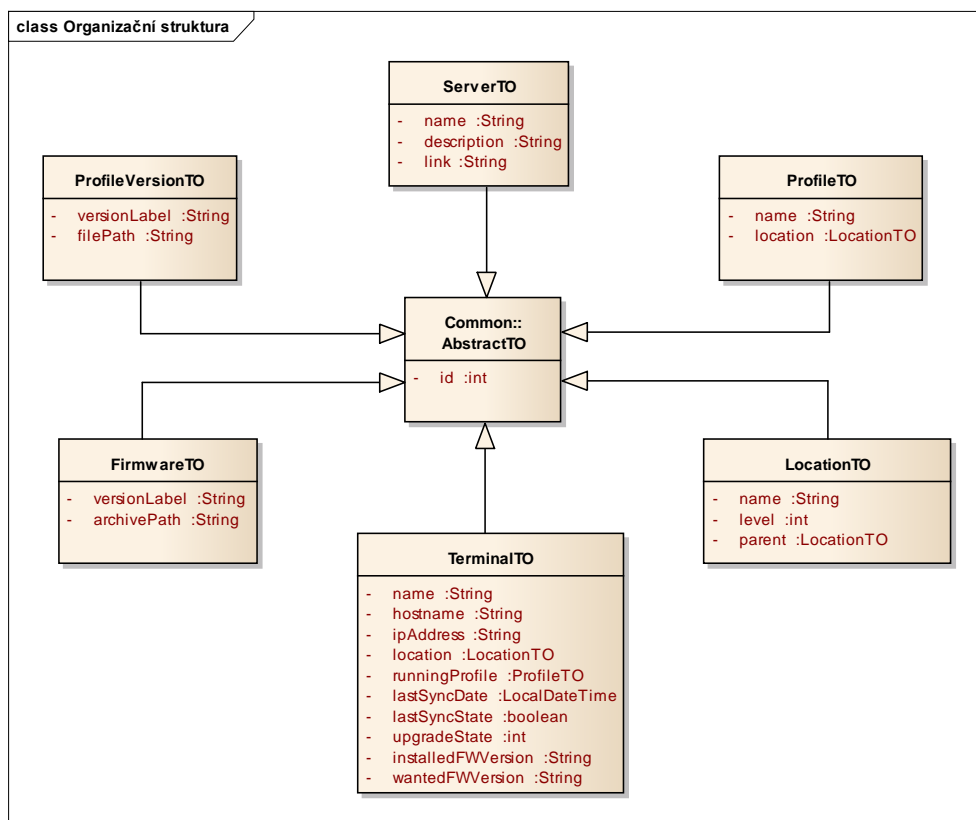 class Organizační struktura
ServerTO
- name :String
- description :String
- link :String
ProfileVersionTO
- versionLabel :String
- filePath :String
ProfileTO
- name :String
- location :LocationTO
Common::
AbstractTO
- id :int
FirmwareTO
- versionLabel :String
- archivePath :String
LocationTO
- name :String
- level :int
- parent :LocationTO
TerminalTO
- name :String
- hostname :String
- ipAddress :String
- location :LocationTO
- runningProfile :ProfileTO
- lastSyncDate :LocalDateTime
- lastSyncState :boolean
- upgradeState :int
- installedFWVersion :String
- wantedFWVersion :String